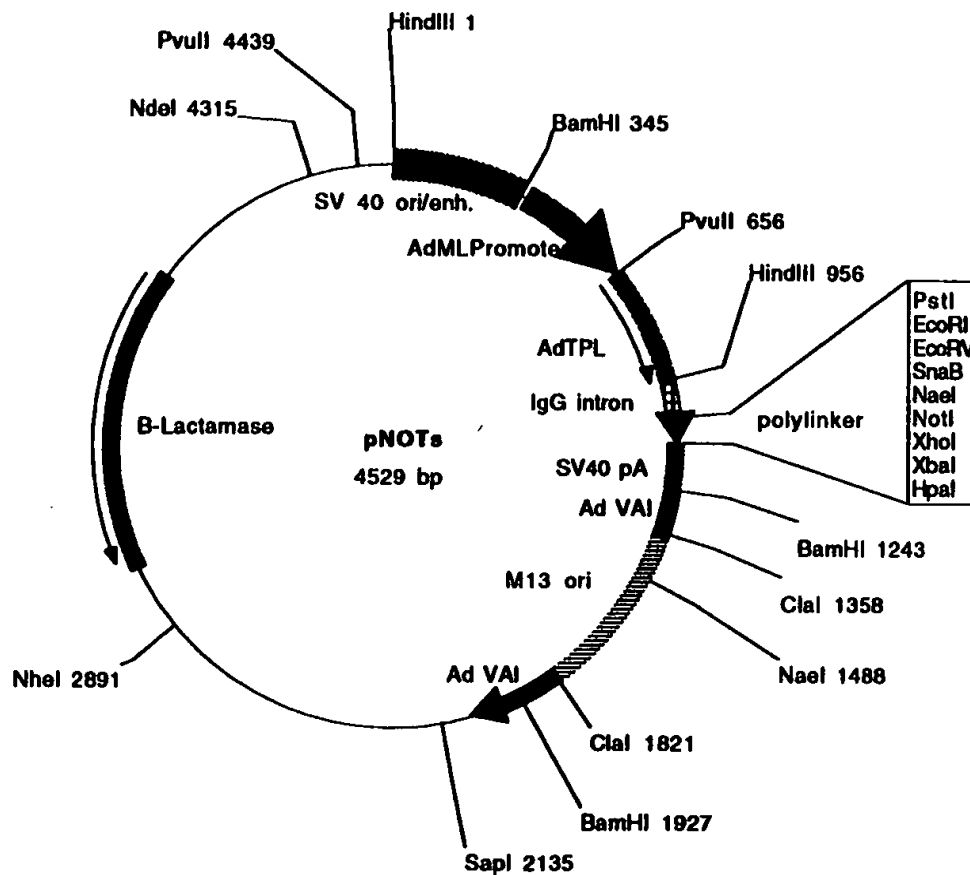 HindIII 1
PvuII 4439
NdeI 4315
BamHI 345
SV 40 ori/enh.
AdMLPromote
PvuII 656
HindIII 956
PstI
EcoRI
EcoRV
SnaB
NaeI
NotI
XhoI
XbaI
HpaI
AdTPL
IgG intron
polylinker
B-Lactamase
pNOTs
4529 bp
SV40 pA
Ad VAI
BamHI 1243
M13 ori
ClaI 1358
NaeI 1488
NheI 2891
Ad VAI
ClaI 1821
BamHI 1927
SapI 2135